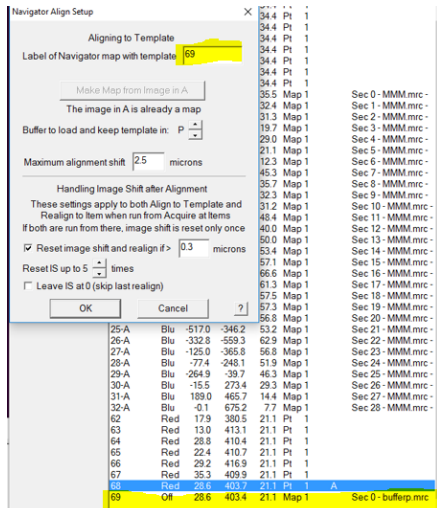 Navigator Align Setup
Aligning to Template
Label of Navigator map with template 69
Make Map from Image in A
The image in A is already a map
Buffer to load and keep template in: P
Maximum alignment shift 2.5 microns
Handling Image Shift after Alignment
These settings apply to both Align to Template and
Realign to Item when run from Acquire at Items
If both are run from there, image shift is reset only once
Reset image shift and realign if > 0.3 microns
Reset IS up to 5 times
Leave IS at 0 (skip last realign)
OK Cancel ?
34.4 Pt 1
34.4 Pt 1
34.4 Pt 1
34.4 Pt 1
34.4 Pt 1
34.4 Pt 1
35.5 Map 1 Sec 0 - MMM.mrc -
32.4 Map 1 Sec 1 - MMM.mrc -
31.3 Map 1 Sec 2 - MMM.mrc -
19.7 Map 1 Sec 3 - MMM.mrc -
29.0 Map 1 Sec 4 - MMM.mrc -
21.1 Map 1 Sec 5 - MMM.mrc -
12.3 Map 1 Sec 6 - MMM.mrc -
45.3 Map 1 Sec 7 - MMM.mrc -
35.7 Map 1 Sec 8 - MMM.mrc -
32.3 Map 1 Sec 9 - MMM.mrc -
31.2 Map 1 Sec 10 - MMM.mrc -
48.4 Map 1 Sec 11 - MMM.mrc -
40.0 Map 1 Sec 12 - MMM.mrc -
50.0 Map 1 Sec 13 - MMM.mrc -
53.4 Map 1 Sec 14 - MMM.mrc -
57.1 Map 1 Sec 15 - MMM.mrc -
66.6 Map 1 Sec 16 - MMM.mrc -
61.3 Map 1 Sec 17 - MMM.mrc -
57.5 Map 1 Sec 18 - MMM.mrc -
57.3 Map 1 Sec 19 - MMM.mrc -
56.8 Map 1 Sec 20 - MMM.mrc -
25-A Blu -517.0 -346.2 53.2 Map 1 Sec 21 - MMM.mrc -
26-A Blu -332.8 -559.3 62.9 Map 1 Sec 22 - MMM.mrc -
27-A Blu -125.0 -365.8 56.8 Map 1 Sec 23 - MMM.mrc -
28-A Blu -77.4 -248.1 51.9 Map 1 Sec 24 - MMM.mrc -
29-A Blu -264.9 -39.7 46.3 Map 1 Sec 25 - MMM.mrc -
30-A Blu -15.5 273.4 29.3 Map 1 Sec 26 - MMM.mrc -
31-A Blu 189.0 465.7 14.4 Map 1 Sec 27 - MMM.mrc -
32-A Blu -0.1 675.2 7.7 Map 1 Sec 28 - MMM.mrc -
62 Red 17.9 380.5 21.1 Pt 1
63 Red 13.0 413.1 21.1 Pt 1
64 Red 28.8 410.4 21.1 Pt 1
65 Red 22.4 410.7 21.1 Pt 1
66 Red 29.2 416.9 21.1 Pt 1
67 Red 35.3 409.9 21.1 Pt 1
68 Red 28.6 403.7 21.1 Pt 1 A
69 Off 28.6 403.4 21.1 Map 1 Sec 0 - bufferp.mrc